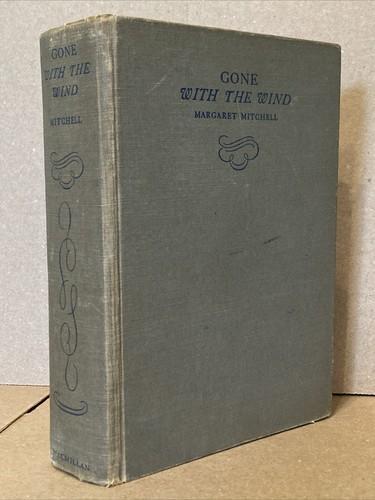 GONE
WITH THE
WIND
MITCHELL
MACMILLAN
GONE
WITH THE WIND
MARGARET MITCHELL